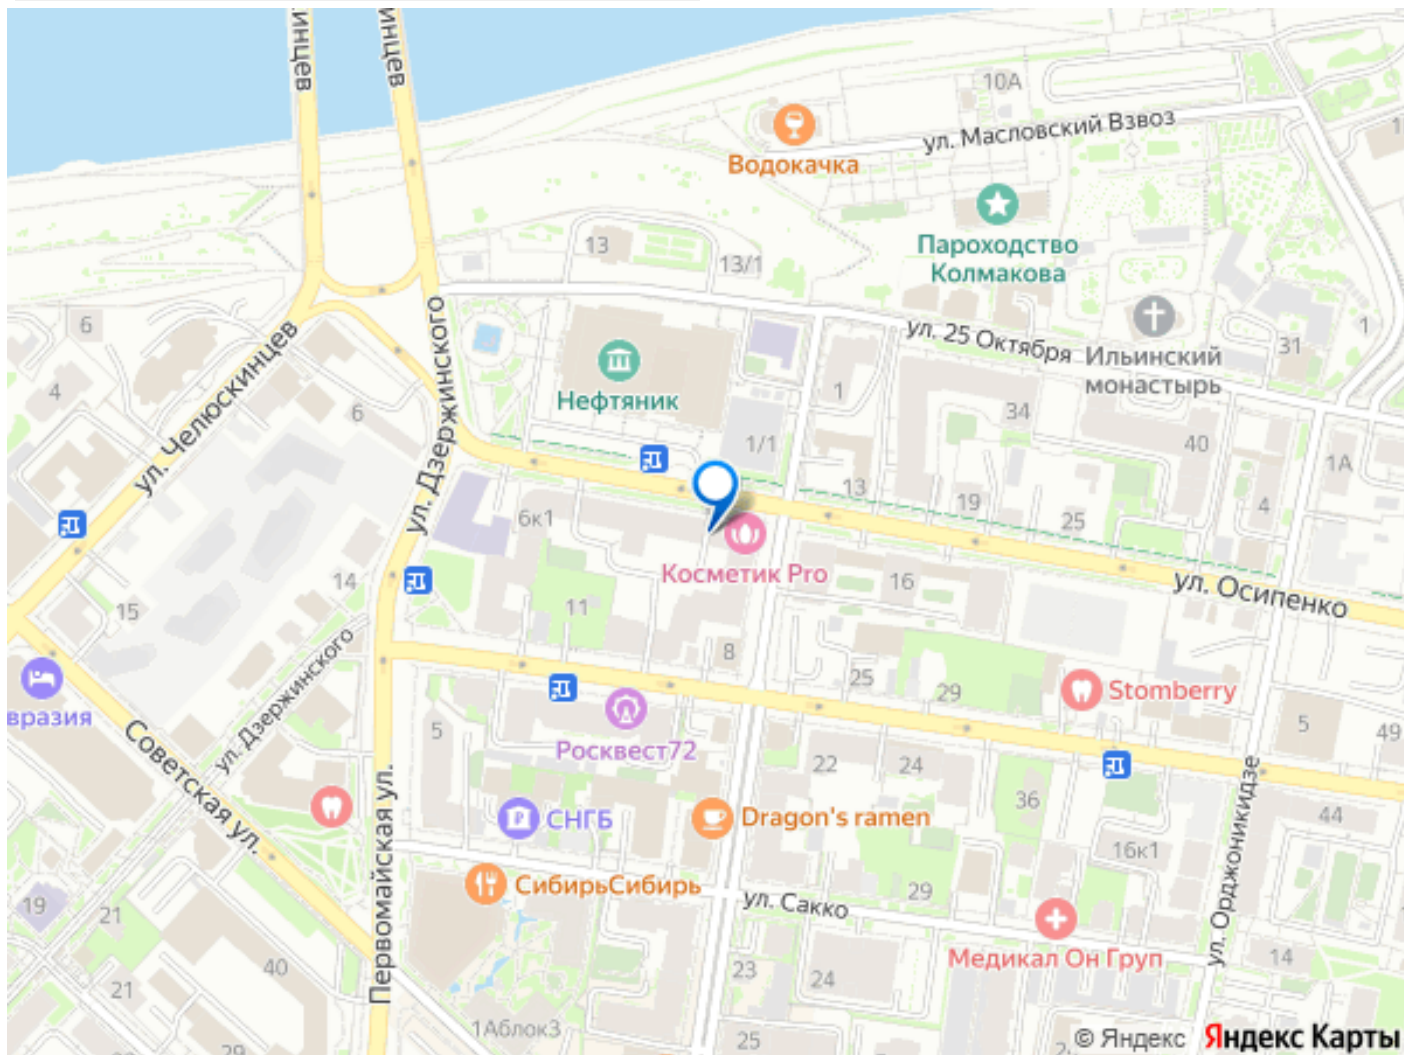 инцев
инцев
10А
ул. Масловский Взвоз
Водокачка
Пароходство
Колмакова
13
13/1
6
ул. Челюскинцев
ул. Дзержинского
ул. 25 Октября
Ильинский
монастырь
31
1
1
Нефтяник
4
6
1
34
40
1А
1/1
13
19
25
4
6к1
Косметик Pro
16
ул. Осипенко
14
15
11
8
25
29
Stomberry
5
49
вразия
ул. Дзержинского
5
Росквест72
22
24
Советская ул.
Первомайская ул.
СНГБ
Dragon's ramen
36
44
16к1
ул. Орджоникидзе
СибирьСибирь
29
ул. Сакко
Медикал Он Груп
19
21
40
21
23
24
14
1Аблок3
25
29
© Яндекс Яндекс Карты